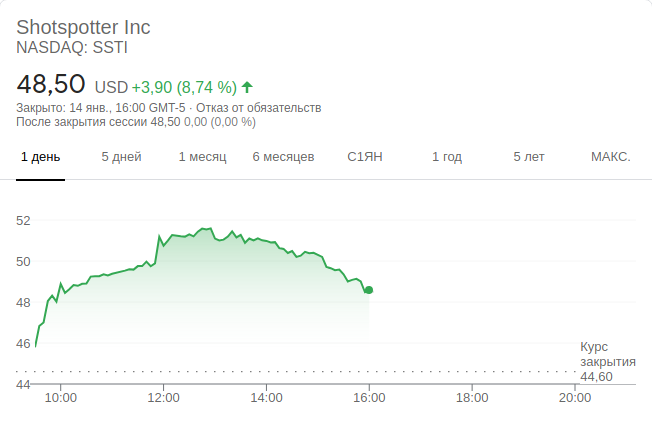 Shotspotter Inc
NASDAQ: SSTI
48,50 USD +3,90 (8,74 %)
Закрыто: 14 янв., 16:00 GMT-5 · Отказ от обязательств
После закрытия сессии 48,50 0,00 (0,00 %)
1 день 5 дней 1 месяц 6 месяцев С1ЯН 1 год 5 лет МАКС.
52
50
48
46
Курс
закрытия
44,60
44
10:00 12:00 14:00 16:00 18:00 20:00